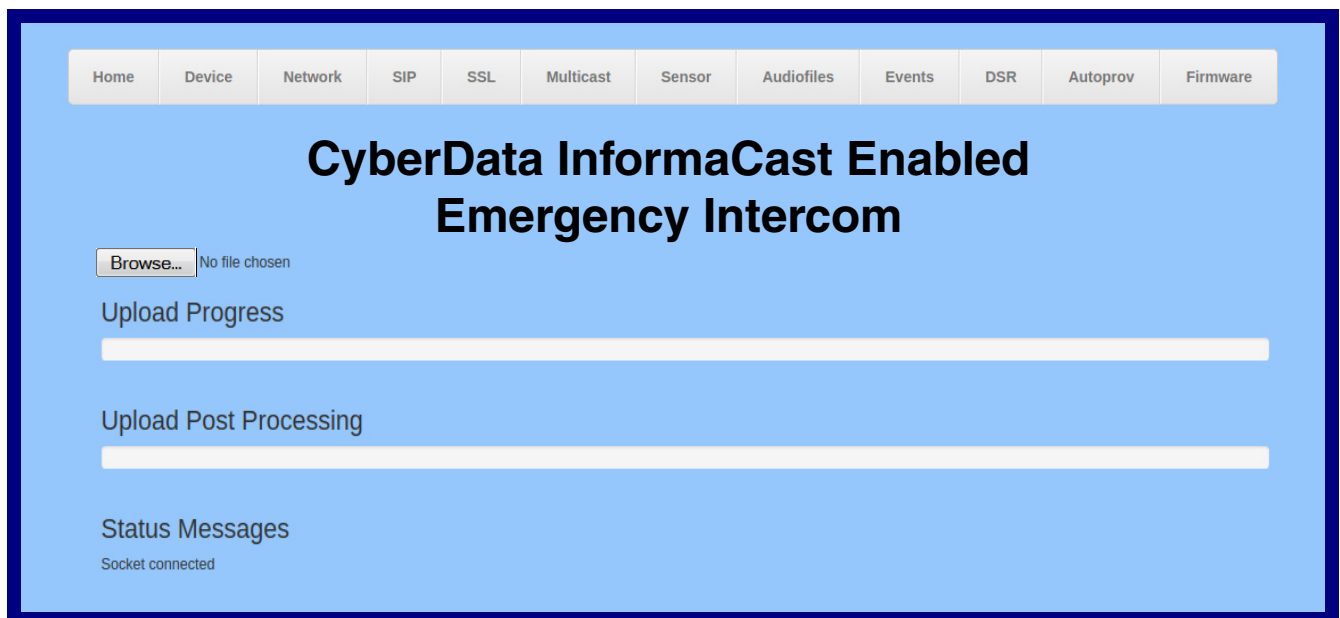 Home Device Network SIP SSL Multicast Sensor Audiofiles Events DSR Autoprov Firmware
CyberData InformaCast Enabled
Emergency Intercom
Browse... No file chosen
Upload Progress
Upload Post Processing
Status Messages
Socket connected